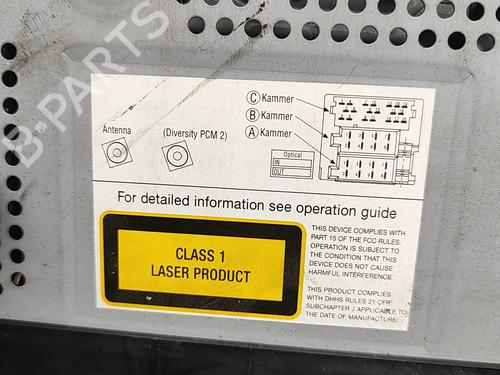 B-PARTS
Antenna
(Diversity PCM 2)
C Kammer
B Kammer
A Kammer
Optical
IN
OUT
For detailed information see operation guide
CLASS 1
LASER PRODUCT
THIS DEVICE COMPLIES WITH
PART 15 OF THE FCC RULES.
OPERATION IS SUBJECT TO
THE CONDITION THAT THIS
DEVICE DOES NOT CAUSE
HARMFUL INTERFERENCE.
THIS PRODUCT COMPLIES
WITH DHHS RULES 21 CFR
SUBCHAPTER J APPLICABLE TO
THE DATE OF MANUFACTURE.